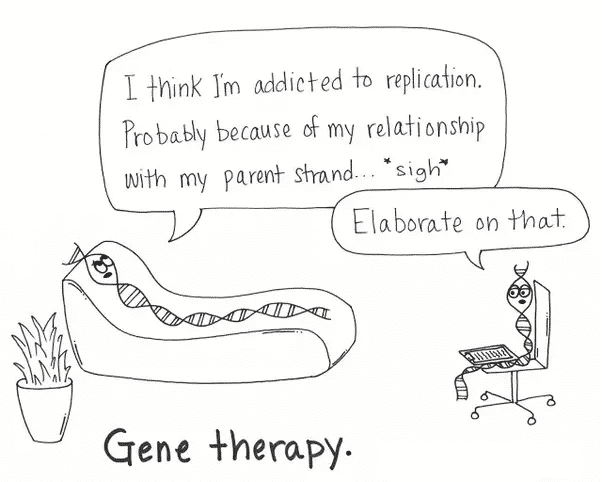 I think I'm addicted to replication.
Probably because of my relationship
with my parent strand... *sigh*
Elaborate on that.
Gene therapy.